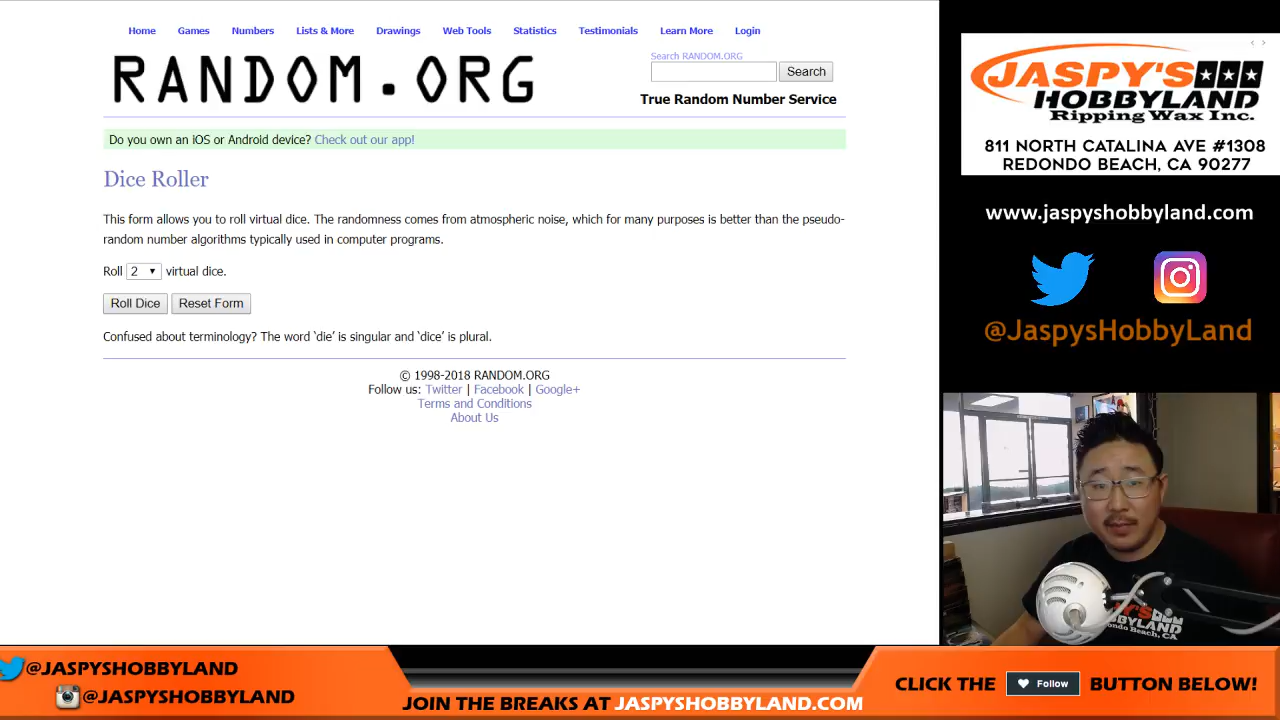 Home Games Numbers Lists & More Drawings Web Tools Statistics Testimonials Learn More Login
RANDOM.ORG
Search RANDOM.ORG
Search
True Random Number Service
Do you own an iOS or Android device? Check out our app!
Dice Roller
This form allows you to roll virtual dice. The randomness comes from atmospheric noise, which for many purposes is better than the pseudo-
random number algorithms typically used in computer programs.
Roll 2 virtual dice.
Roll Dice Reset Form
Confused about terminology? The word ‘die’ is singular and ‘dice’ is plural.
© 1998-2018 RANDOM.ORG
Follow us: Twitter | Facebook | Google+
Terms and Conditions
About Us
JASPY'S
HOBBYLAND
Ripping Wax Inc.
811 NORTH CATALINA AVE #1308
REDONDO BEACH, CA 90277
www.jaspyshobbyland.com
@JaspysHobbyLand
JASPY'S
HOBBYLAND
Redondo Beach, CA
@JASPYSHOBBYLAND
@JASPYSHOBBYLAND
JOIN THE BREAKS AT JASPYSHOBBYLAND.COM
CLICK THE Follow BUTTON BELOW!